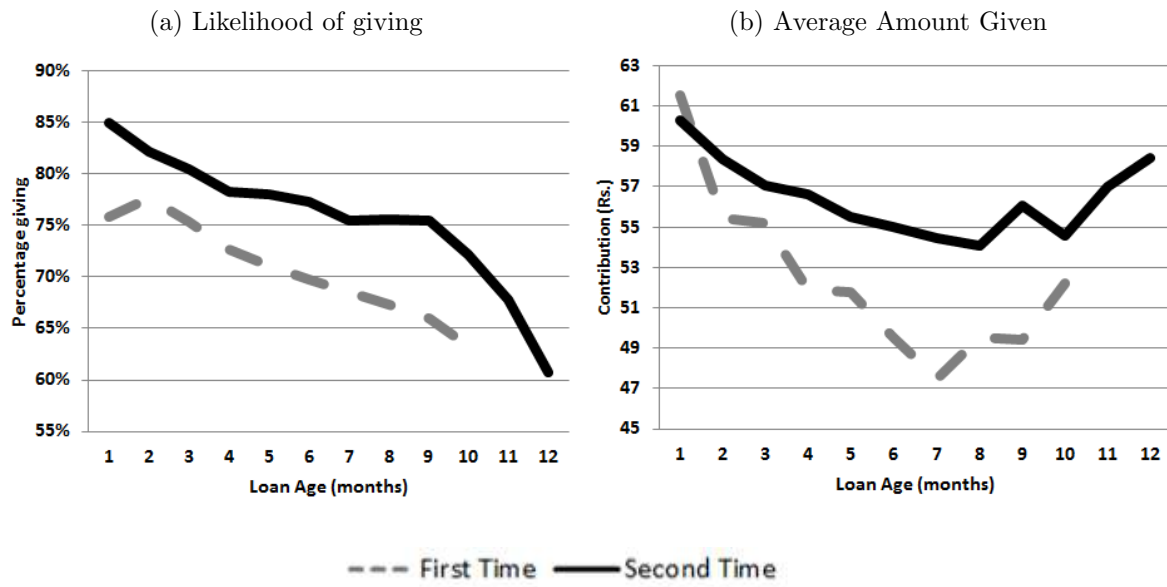 (a) Likelihood of giving
90%
85%
80%
75%
70%
65%
60%
55%
Percentage giving
1 2 3 4 5 6 7 8 9 10 11 12
Loan Age (months)
(b) Average Amount Given
63
61
59
57
55
53
51
49
47
45
Contribution (Rs.)
1 2 3 4 5 6 7 8 9 10 11 12
Loan Age (months)
First Time Second Time